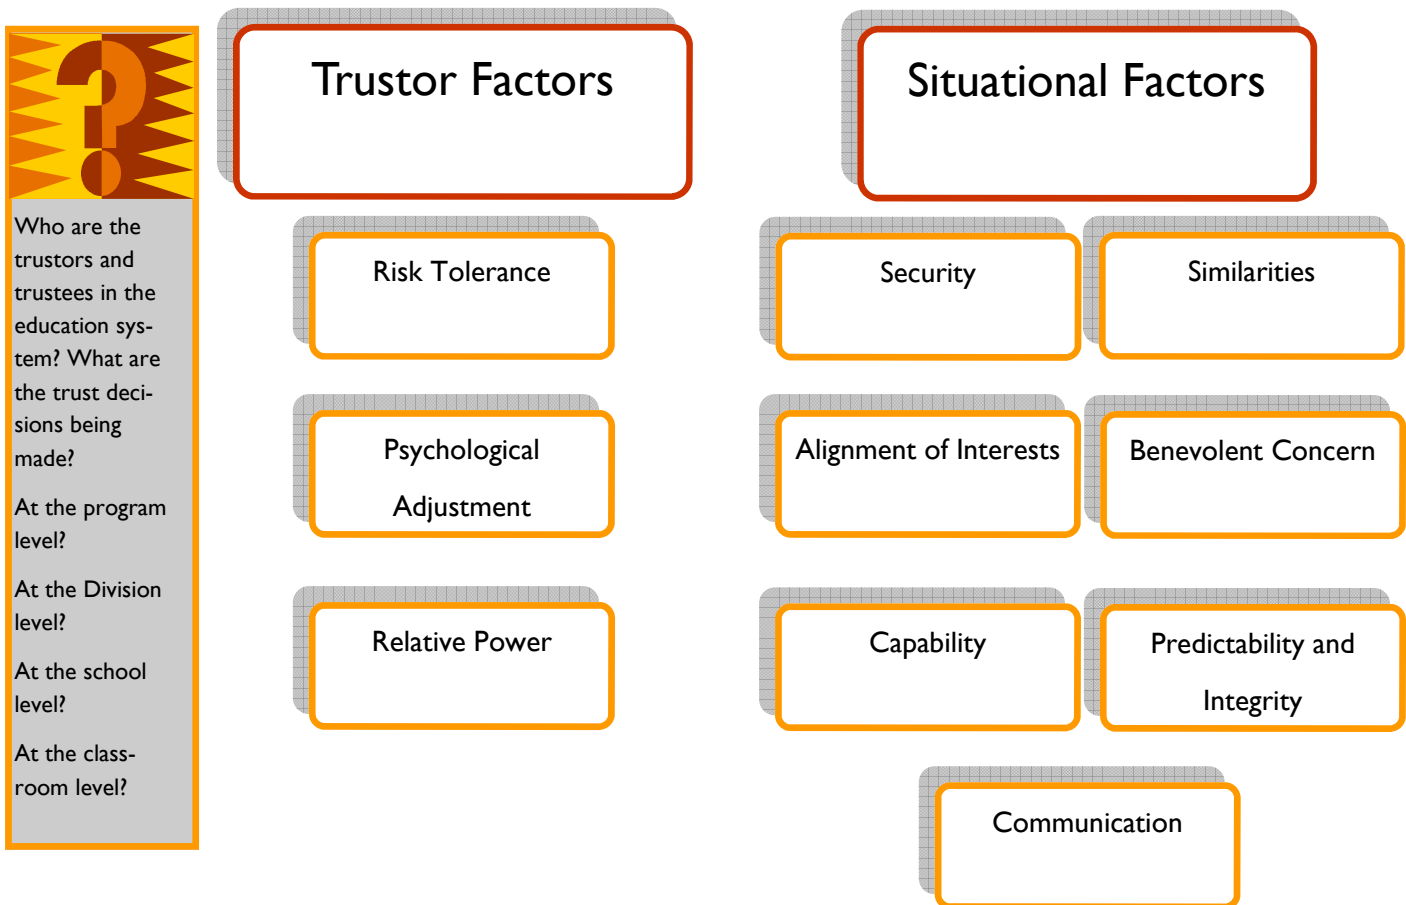 Who are the
trustors and
trustees in the
education sys-
tem? What are
the trust deci-
sions being
made?
At the program
level?
At the Division
level?
At the school
level?
At the class-
room level?
Trustor Factors
Risk Tolerance
Psychological
Adjustment
Relative Power
Situational Factors
Security
Similarities
Alignment of Interests
Benevolent Concern
Capability
Predictability and
Integrity
Communication